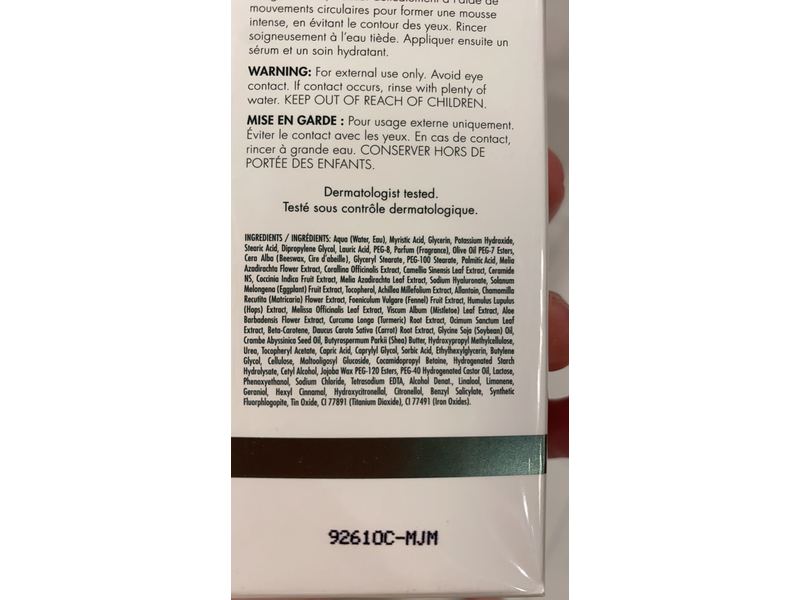 mouvements circulaires pour former une mousse
intense, en évitant le contour des yeux. Rincer
soigneusement à l'eau tiède. Appliquer ensuite un
sérum et un soin hydratant.
WARNING: For external use only. Avoid eye
contact. If contact occurs, rinse with plenty of
water. KEEP OUT OF REACH OF CHILDREN.
MISE EN GARDE : Pour usage externe uniquement.
Éviter le contact avec les yeux. En cas de contact,
rincer à grande eau. CONSERVER HORS DE
PORTÉE DES ENFANTS.
Dermatologist tested.
Testé sous contrôle dermatologique.
INGREDIENTS / INGRÉDIENTS: Aqua (Water, Eau), Myristic Acid, Glycerin, Potassium Hydroxide,
Stearic Acid, Dipropylene Glycol, Lauric Acid, PEG-8, Parfum (Fragrance), Olive Oil PEG-7 Esters,
Cera Alba (Beeswax, Cire d'abeille), Glyceryl Stearate, PEG-100 Stearate, Palmitic Acid, Melia
Azadirachta Flower Extract, Corallina Officinalis Extract, Camellia Sinensis Leaf Extract, Ceramide
NS, Coccinia Indica Fruit Extract, Melia Azadirachta Leaf Extract, Sodium Hyaluronate, Solanum
Melongena (Eggplant) Fruit Extract, Tocopherol, Achillea Millefolium Extract, Allantoin, Chamomilla
Recutita (Matricaria) Flower Extract, Foeniculum Vulgare (Fennel) Fruit Extract, Humulus Lupulus
(Hops) Extract, Melissa Officinalis Leaf Extract, Viscum Album (Mistletoe) Leaf Extract, Aloe
Barbadensis Flower Extract, Curcuma Longa (Turmeric) Root Extract, Ocimum Sanctum Leaf
Extract, Beta-Carotene, Daucus Carota Sativa (Carrot) Root Extract, Glycine Soja (Soybean) Oil,
Crambe Abyssinica Seed Oil, Butyrospermum Parkii (Shea) Butter, Hydroxypropyl Methylcellulose,
Urea, Tocopheryl Acetate, Capric Acid, Caprylyl Glycol, Sorbic Acid, Ethylhexylglycerin, Butylene
Glycol, Cellulose, Maltooligosyl Glucoside, Cocamidopropyl Betaine, Hydrogenated Starch
Hydrolysate, Cetyl Alcohol, Jojoba Wax PEG-120 Esters, PEG-40 Hydrogenated Castor Oil, Lactose,
Phenoxyethanol, Sodium Chloride, Tetrasodium EDTA, Alcohol Denat., Linalool, Limonene,
Geraniol, Hexyl Cinnamal, Hydroxycitronellal, Citronellol, Benzyl Salicylate, Synthetic
Fluorphlogopite, Tin Oxide, CI 77891 (Titanium Dioxide), CI 77491 (Iron Oxides).
92610C-MJM